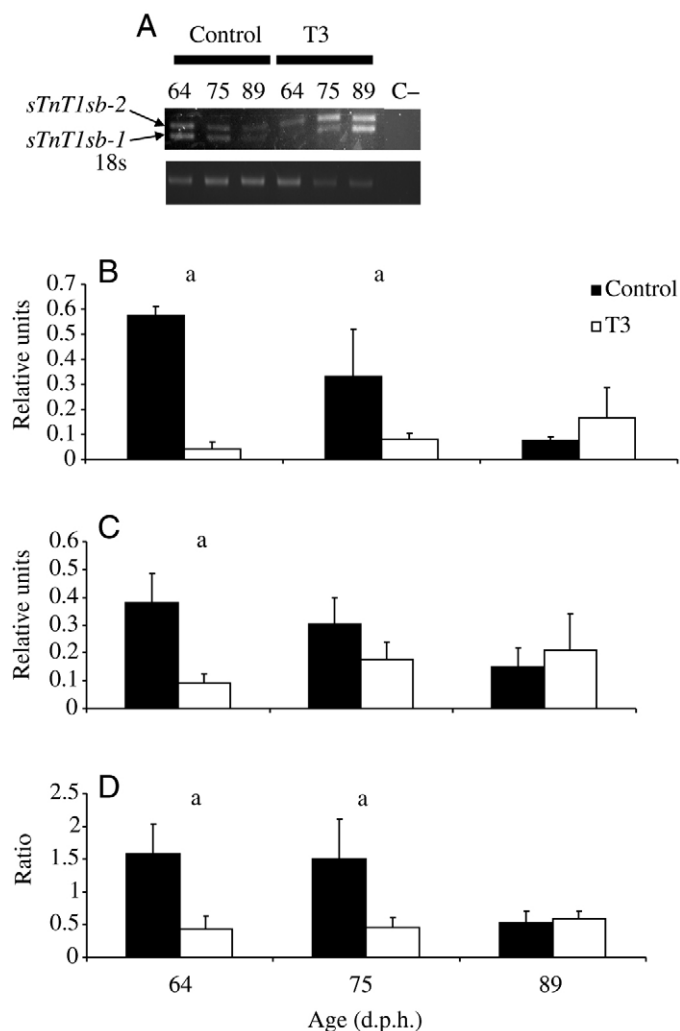 A
Control T3
64 75 89 64 75 89 C–
sTnT1sb-2
sTnT1sb-1
18s
B
a a
Control
T3
Relative units
0.7
0.6
0.5
0.4
0.3
0.2
0.1
0
C
a
Relative units
0.6
0.5
0.4
0.3
0.2
0.1
0
D
a a
Ratio
2.5
2
1.5
1
0.5
0
64 75 89
Age (d.p.h.)